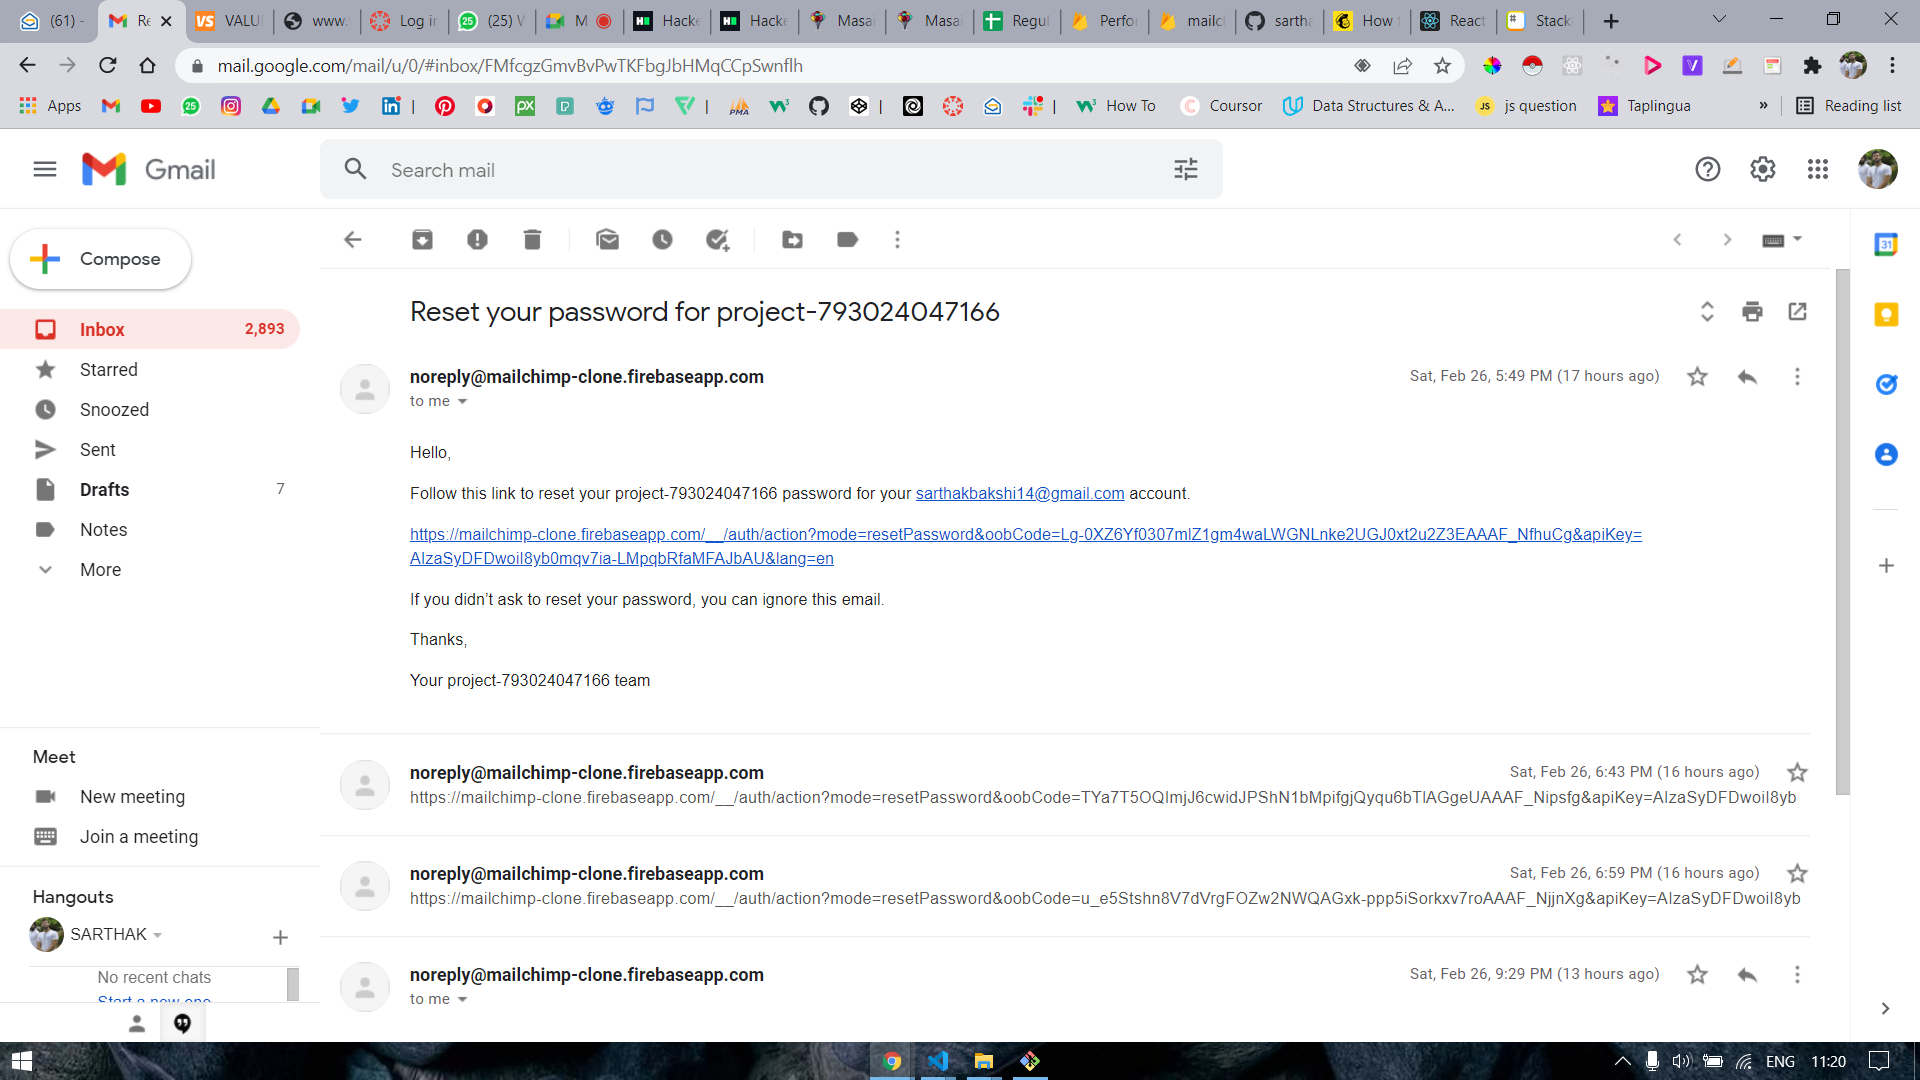 (61) -
Re
VALUE
www.
Log in
(25) W
M
Hacke
Hacke
Masai
Masai
Regul
Perfor
mailch
sartha
How t
React
Stack
mail.google.com/mail/u/0/#inbox/FMfcgzGmvBvPwTKFbgJbHMqCCpSwnflh
Apps
How To
Coursor
Data Structures & A...
js question
Taplingua
»
Reading list
Gmail
Search mail
Compose
Inbox 2,893
Starred
Snoozed
Sent
Drafts 7
Notes
More
Reset your password for project-793024047166
noreply@mailchimp-clone.firebaseapp.com
Sat, Feb 26, 5:49 PM (17 hours ago)
to me
Hello,
Follow this link to reset your project-793024047166 password for your sarthakbakshi14@gmail.com account.
https://mailchimp-clone.firebaseapp.com/__/auth/action?mode=resetPassword&oobCode=Lg-0XZ6Yf0307mlZ1gm4waLWGNLnke2UGJ0xt2u2Z3EAAAF_NfhuCg&apiKey=
AIzaSyDFDwoiI8yb0mqv7ia-LMpqbRfaMFAJbAU&lang=en
If you didn't ask to reset your password, you can ignore this email.
Thanks,
Your project-793024047166 team
noreply@mailchimp-clone.firebaseapp.com
Sat, Feb 26, 6:43 PM (16 hours ago)
https://mailchimp-clone.firebaseapp.com/__/auth/action?mode=resetPassword&oobCode=TYa7T5OQImjJ6cwidJPShN1bMpifgjQyqu6bTlAGgeUAAAF_Nipsfg&apiKey=AIzaSyDFDwoiI8yb
noreply@mailchimp-clone.firebaseapp.com
Sat, Feb 26, 6:59 PM (16 hours ago)
https://mailchimp-clone.firebaseapp.com/__/auth/action?mode=resetPassword&oobCode=u_e5Stshn8V7dVrgFOZw2NWQAGxk-ppp5iSorkxv7roAAAF_NjjnXg&apiKey=AIzaSyDFDwoiI8yb
noreply@mailchimp-clone.firebaseapp.com
Sat, Feb 26, 9:29 PM (13 hours ago)
to me
Meet
New meeting
Join a meeting
Hangouts
SARTHAK
No recent chats
Start a new one
ENG
11:20